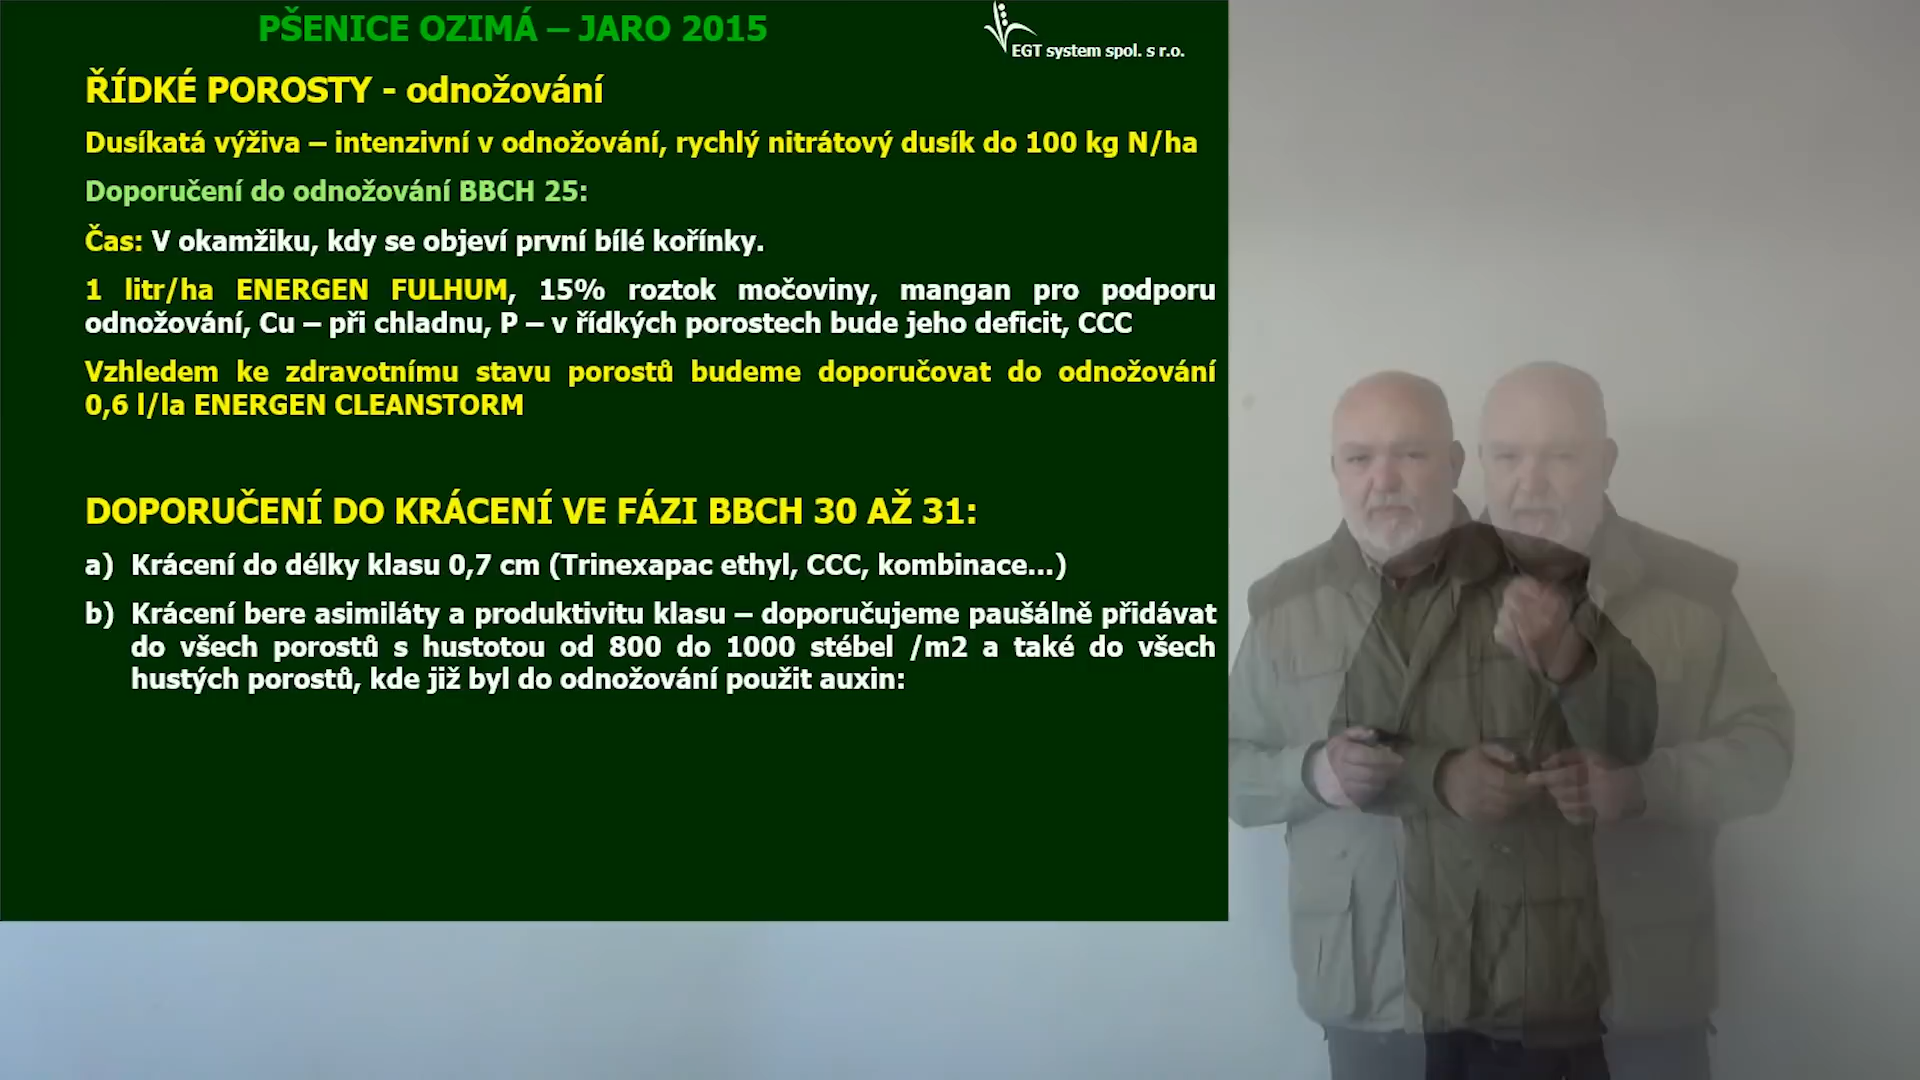 PŠENICE OZIMÁ – JARO 2015
EGT system spol. s r.o.
ŘÍDKÉ POROSTY - odnožování
Dusíkatá výživa – intenzivní v odnožování, rychlý nitrátový dusík do 100 kg N/ha
Doporučení do odnožování BBCH 25:
Čas: V okamžiku, kdy se objeví první bílé kořínky.
1 litr/ha ENERGEN FULHUM, 15% roztok močoviny, mangan pro podporu
odnožování, Cu – při chladnu, P – v řídkých porostech bude jeho deficit, CCC
Vzhledem ke zdravotnímu stavu porostů budeme doporučovat do odnožování
0,6 l/la ENERGEN CLEANSTORM
DOPORUČENÍ DO KRÁCENÍ VE FÁZI BBCH 30 AŽ 31:
a) Krácení do délky klasu 0,7 cm (Trinexapac ethyl, CCC, kombinace...)
b) Krácení bere asimiláty a produktivitu klasu – doporučujeme paušálně přidávat
do všech porostů s hustotou od 800 do 1000 stébel /m2 a také do všech
hustých porostů, kde již byl do odnožování použit auxin: